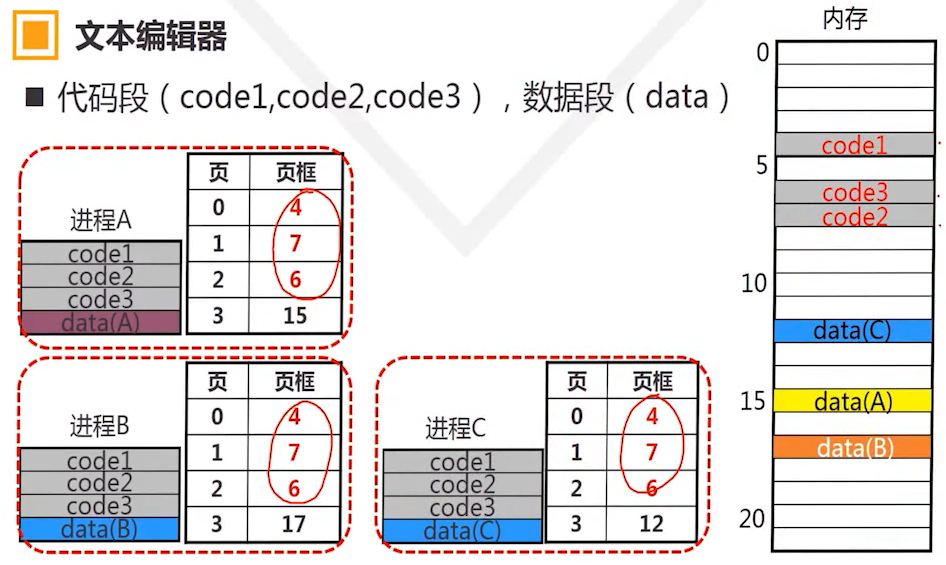 文本编辑器
■ 代码段（code1,code2,code3），数据段（data）
进程A
code1
code2
code3
data(A)
页 页框
0 4
1 7
2 6
3 15
进程B
code1
code2
code3
data(B)
页 页框
0 4
1 7
2 6
3 17
进程C
code1
code2
code3
data(C)
页 页框
0 4
1 7
2 6
3 12
内存
0
code1
5
code3
code2
10
data(C)
15 data(A)
data(B)
20